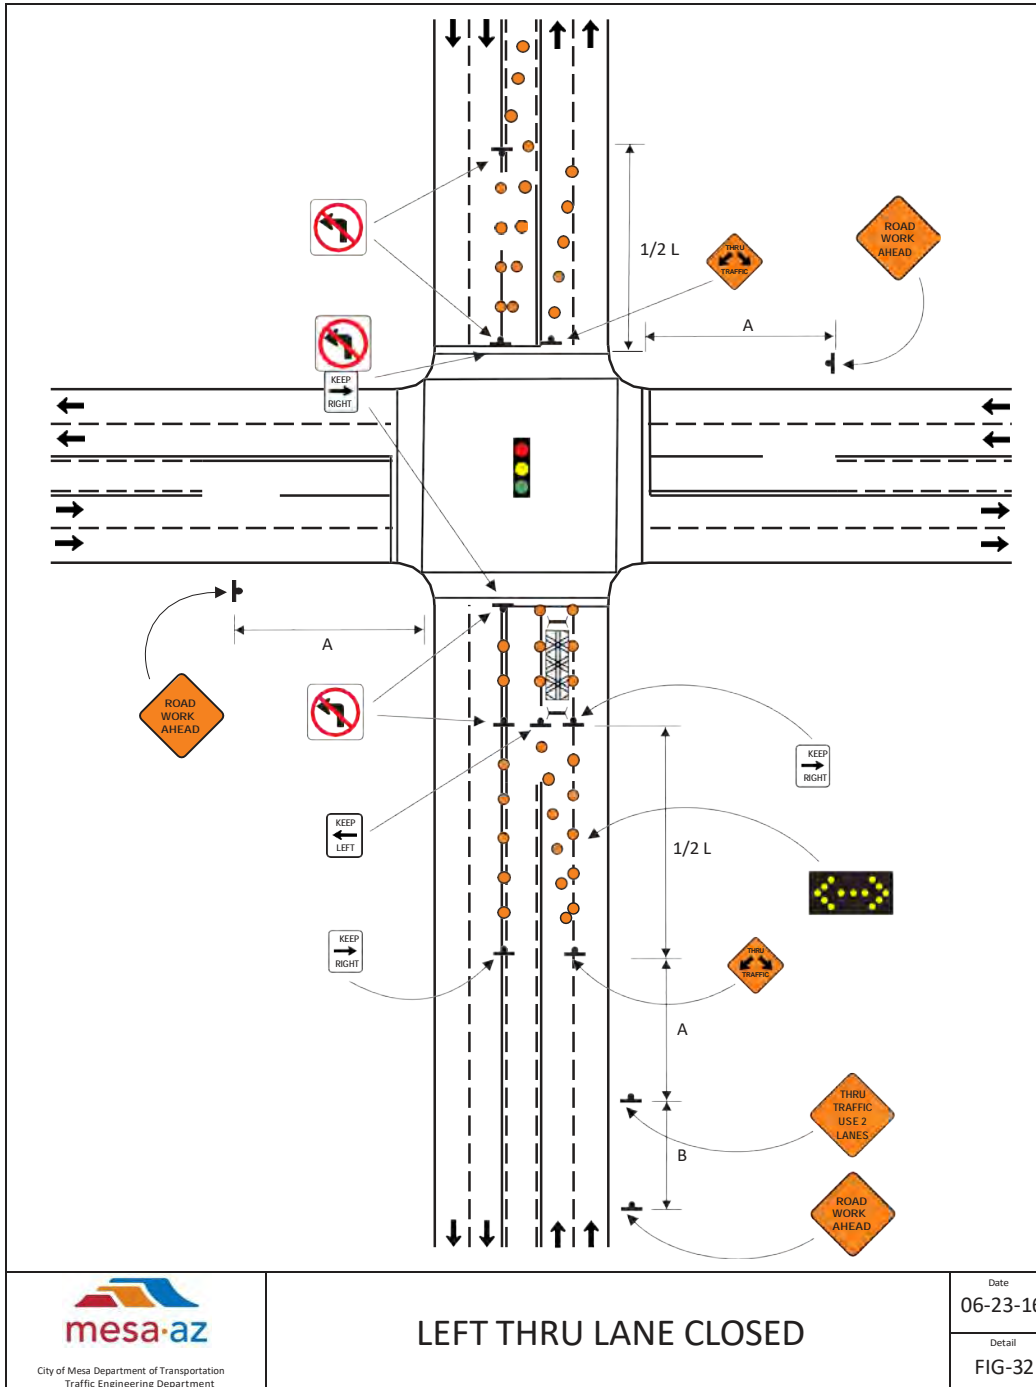 1/2 L
THRU
TRAFFIC
ROAD
WORK
AHEAD
A
KEEP
RIGHT
A
ROAD
WORK
AHEAD
KEEP
RIGHT
KEEP
LEFT
1/2 L
KEEP
RIGHT
THRU
TRAFFIC
A
THRU
TRAFFIC
USE 2
LANES
B
ROAD
WORK
AHEAD
mesa·az
City of Mesa Department of Transportation
Traffic Engineering Department
LEFT THRU LANE CLOSED
Date
06-23-16
Detail
FIG-32